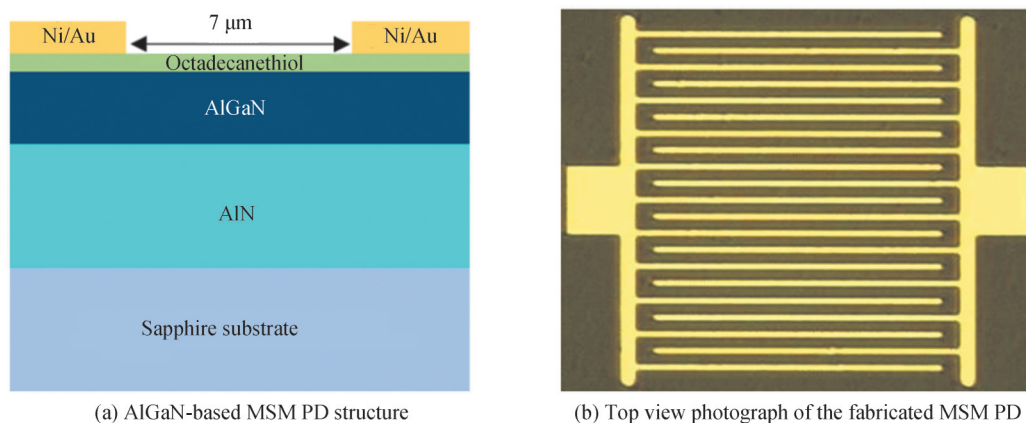 7 μm
Ni/Au
Ni/Au
Octadecanethiol
AlGaN
AlN
Sapphire substrate
(a) AlGaN-based MSM PD structure
(b) Top view photograph of the fabricated MSM PD